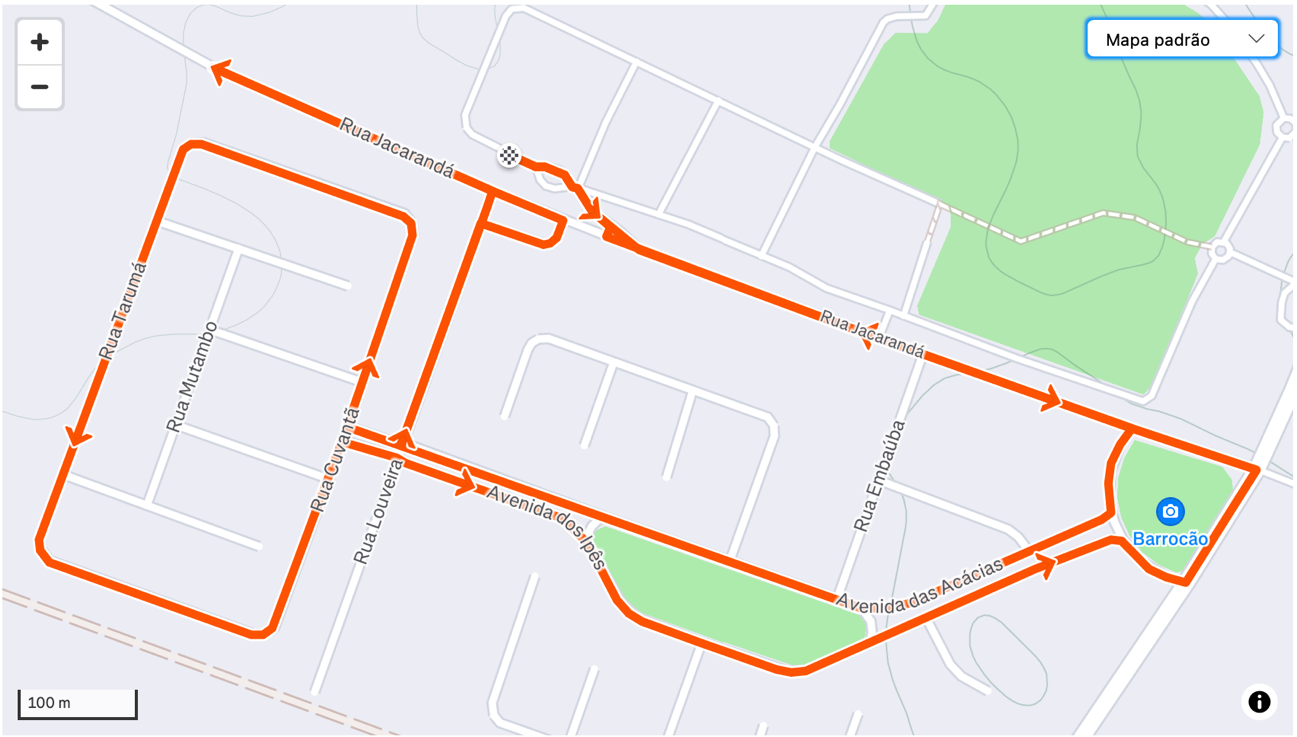 +
Mapa padrão
−
Rua Jacarandá
Rua Jacarandá
Rua Tarumã
Rua Mutambo
Rua Cuvantã
Rua Louveira
Avenida dos Ipês
Rua Embaúba
Barrocão
Avenida das Acácias
100 m
i